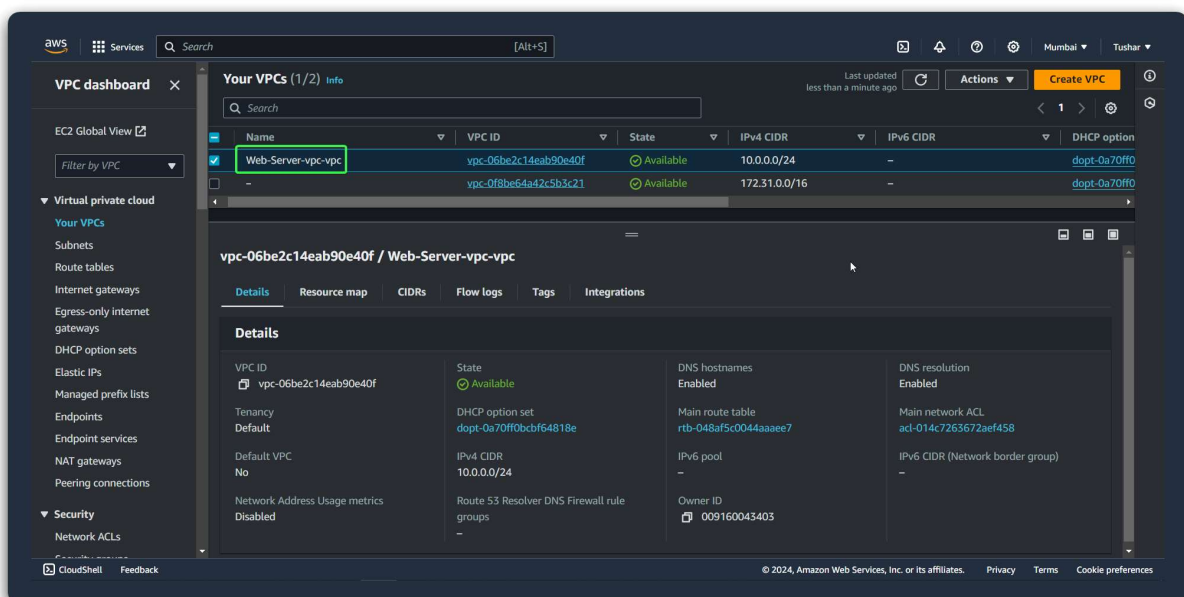 aws Services Search [Alt+S] Mumbai Tushar
VPC dashboard
EC2 Global View
Filter by VPC
Virtual private cloud
Your VPCs
Subnets
Route tables
Internet gateways
Egress-only internet
gateways
DHCP option sets
Elastic IPs
Managed prefix lists
Endpoints
Endpoint services
NAT gateways
Peering connections
Security
Network ACLs
Your VPCs (1/2) Info
Last updated
less than a minute ago
Actions
Create VPC
Search
1
Name VPC ID State IPv4 CIDR IPv6 CIDR DHCP option
Web-Server-vpc-vpc vpc-06be2c14eab90e40f Available 10.0.0.0/24 – dopt-0a70ff0
– vpc-0f8be64a42c5b3c21 Available 172.31.0.0/16 – dopt-0a70ff0
vpc-06be2c14eab90e40f / Web-Server-vpc-vpc
Details Resource map CIDRs Flow logs Tags Integrations
Details
VPC ID
vpc-06be2c14eab90e40f
State
Available
DNS hostnames
Enabled
DNS resolution
Enabled
Tenancy
Default
DHCP option set
dopt-0a70ff0bcbf64818e
Main route table
rtb-048af5c0044aaaee7
Main network ACL
acl-014c7263672aef458
Default VPC
No
IPv4 CIDR
10.0.0.0/24
IPv6 pool
–
IPv6 CIDR (Network border group)
–
Network Address Usage metrics
Disabled
Route 53 Resolver DNS Firewall rule
groups
–
Owner ID
009160043403
CloudShell Feedback © 2024, Amazon Web Services, Inc. or its affiliates. Privacy Terms Cookie preferences